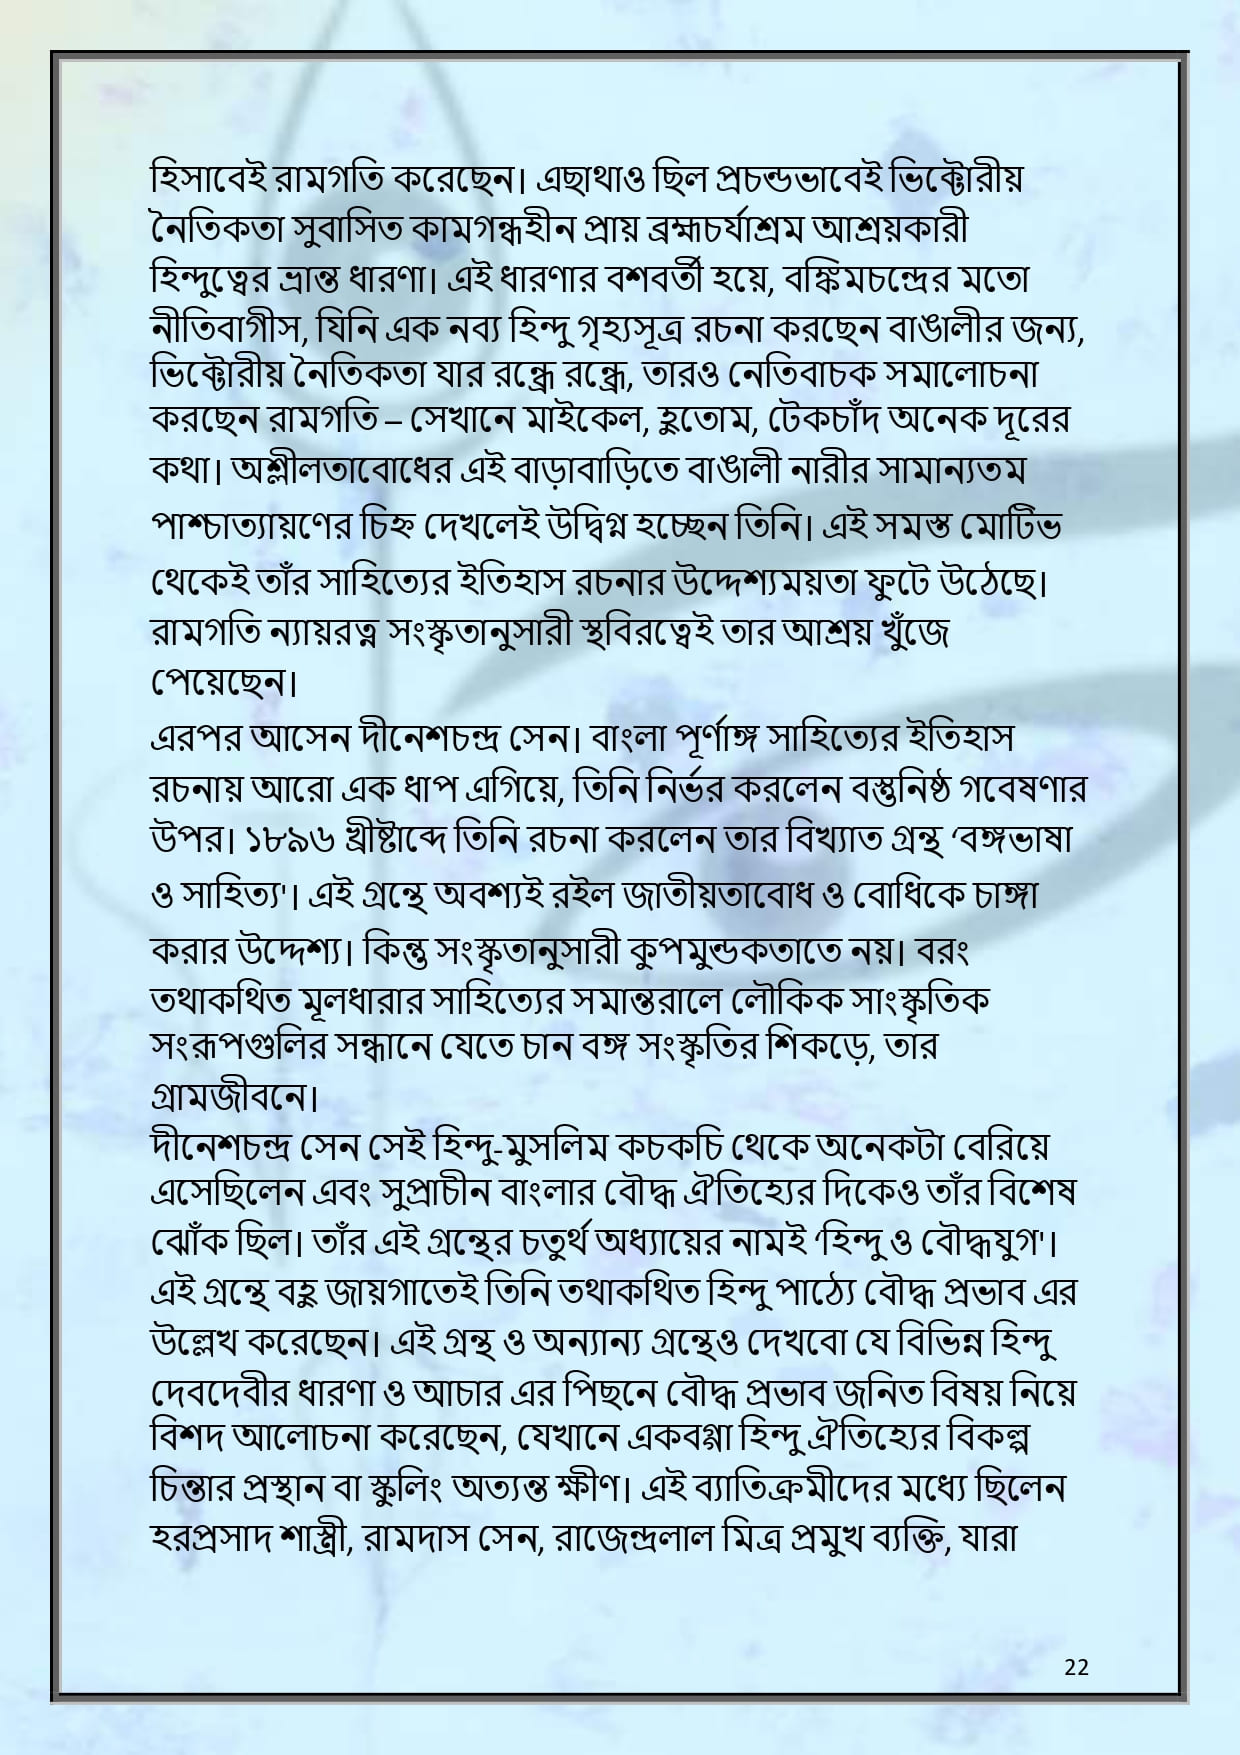 হিসাবেই রামগতি করেছেন। এছাথাও ছিল প্রচন্ডভাবেই ভিক্টোরীয়
নৈতিকতা সুবাসিত কামগন্ধহীন প্রায় ব্রহ্মচর্যাশ্রম আশ্রয়কারী
হিন্দুত্বের ভ্রান্ত ধারণা। এই ধারণার বশবর্তী হয়ে, বঙ্কিমচন্দ্রের মতো
নীতিবাগীস, যিনি এক নব্য হিন্দু গৃহ্যসূত্র রচনা করছেন বাঙালীর জন্য,
ভিক্টোরীয় নৈতিকতা যার রন্ধ্রে রন্ধ্রে, তারও নেতিবাচক সমালোচনা
করছেন রামগতি – সেখানে মাইকেল, হুতোম, টেকচাঁদ অনেক দূরের
কথা। অশ্লীলতাবোধের এই বাড়াবাড়িতে বাঙালী নারীর সামান্যতম
পাশ্চাত্যায়ণের চিহ্ন দেখলেই উদ্বিগ্ন হচ্ছেন তিনি। এই সমস্ত মোটিভ
থেকেই তাঁর সাহিত্যের ইতিহাস রচনার উদ্দেশ্যময়তা ফুটে উঠেছে।
রামগতি ন্যায়রত্ন সংস্কৃতানুসারী স্থবিরত্বেই তার আশ্রয় খুঁজে
পেয়েছেন।
এরপর আসেন দীনেশচন্দ্র সেন। বাংলা পূর্ণাঙ্গ সাহিত্যের ইতিহাস
রচনায় আরো এক ধাপ এগিয়ে, তিনি নির্ভর করলেন বস্তুনিষ্ঠ গবেষণার
উপর। ১৮৯৬ খ্রীষ্টাব্দে তিনি রচনা করলেন তার বিখ্যাত গ্রন্থ ‘বঙ্গভাষা
ও সাহিত্য'। এই গ্রন্থে অবশ্যই রইল জাতীয়তাবোধ ও বোধিকে চাঙ্গা
করার উদ্দেশ্য। কিন্তু সংস্কৃতানুসারী কুপমুন্ডকতাতে নয়। বরং
তথাকথিত মূলধারার সাহিত্যের সমান্তরালে লৌকিক সাংস্কৃতিক
সংরূপগুলির সন্ধানে যেতে চান বঙ্গ সংস্কৃতির শিকড়ে, তার
গ্রামজীবনে।
দীনেশচন্দ্র সেন সেই হিন্দু-মুসলিম কচকচি থেকে অনেকটা বেরিয়ে
এসেছিলেন এবং সুপ্রাচীন বাংলার বৌদ্ধ ঐতিহ্যের দিকেও তাঁর বিশেষ
ঝোঁক ছিল। তাঁর এই গ্রন্থের চতুর্থ অধ্যায়ের নামই ‘হিন্দু ও বৌদ্ধযুগ'।
এই গ্রন্থে বহু জায়গাতেই তিনি তথাকথিত হিন্দু পাঠ্যে বৌদ্ধ প্রভাব এর
উল্লেখ করেছেন। এই গ্রন্থ ও অন্যান্য গ্রন্থেও দেখবো যে বিভিন্ন হিন্দু
দেবদেবীর ধারণা ও আচার এর পিছনে বৌদ্ধ প্রভাব জনিত বিষয় নিয়ে
বিশদ আলোচনা করেছেন, যেখানে একবগ্গা হিন্দু ঐতিহ্যের বিকল্প
চিন্তার প্রস্থান বা স্কুলিং অত্যন্ত ক্ষীণ। এই ব্যাতিক্রমীদের মধ্যে ছিলেন
হরপ্রসাদ শাস্ত্রী, রামদাস সেন, রাজেন্দ্রলাল মিত্র প্রমুখ ব্যক্তি, যারা
22